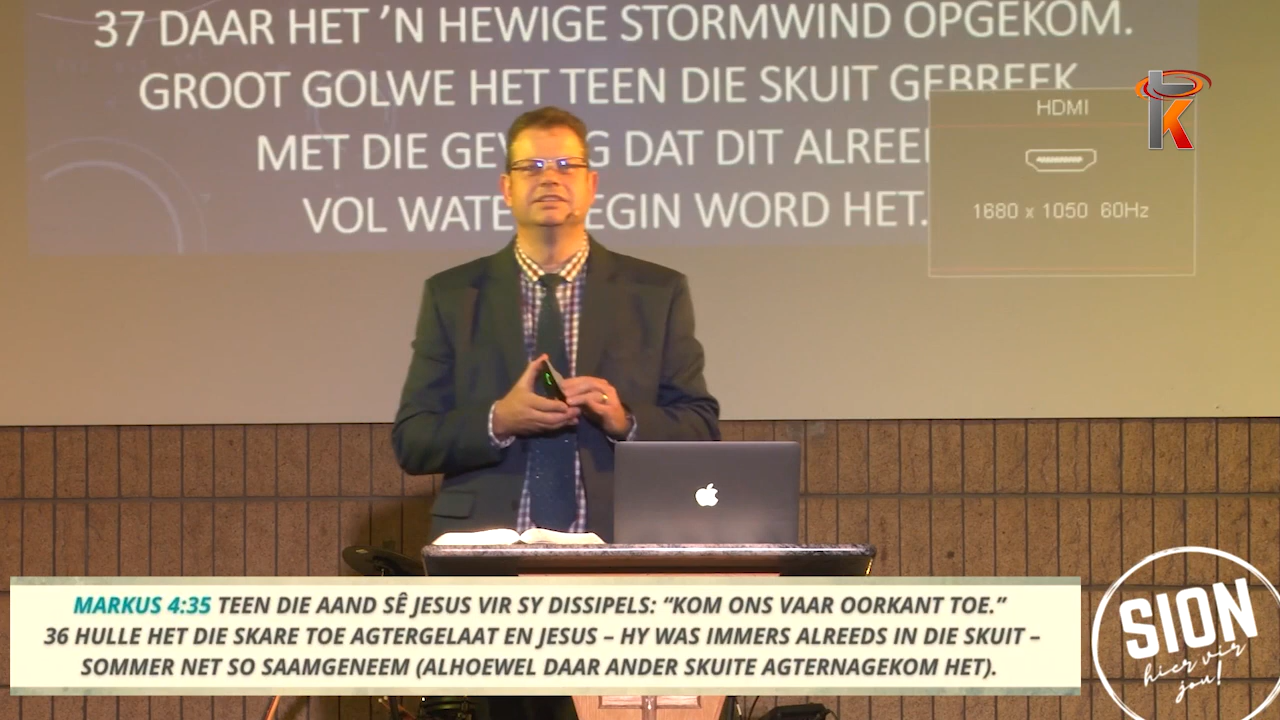 37 DAAR HET ’N HEWIGE STORMWIND OPGEKOM.
GROOT GOLWE HET TEEN DIE SKUIT GEBREEK
MET DIE DAT DIT
VOL HET.
HDMI
1680 x 1050 60Hz
K
MARKUS 4:35 TEEN DIE AAND SÊ JESUS VIR SY DISSIPELS: “KOM ONS VAAR OORKANT TOE.”
36 HULLE HET DIE SKARE TOE AGTERGELAAT EN JESUS – HY WAS IMMERS ALREEDS IN DIE SKUIT –
SOMMER NET SO SAAMGENEEM (ALHOEWEL DAAR ANDER SKUITE AGTERNAGEKOM HET).
SION
hier vir
jou!